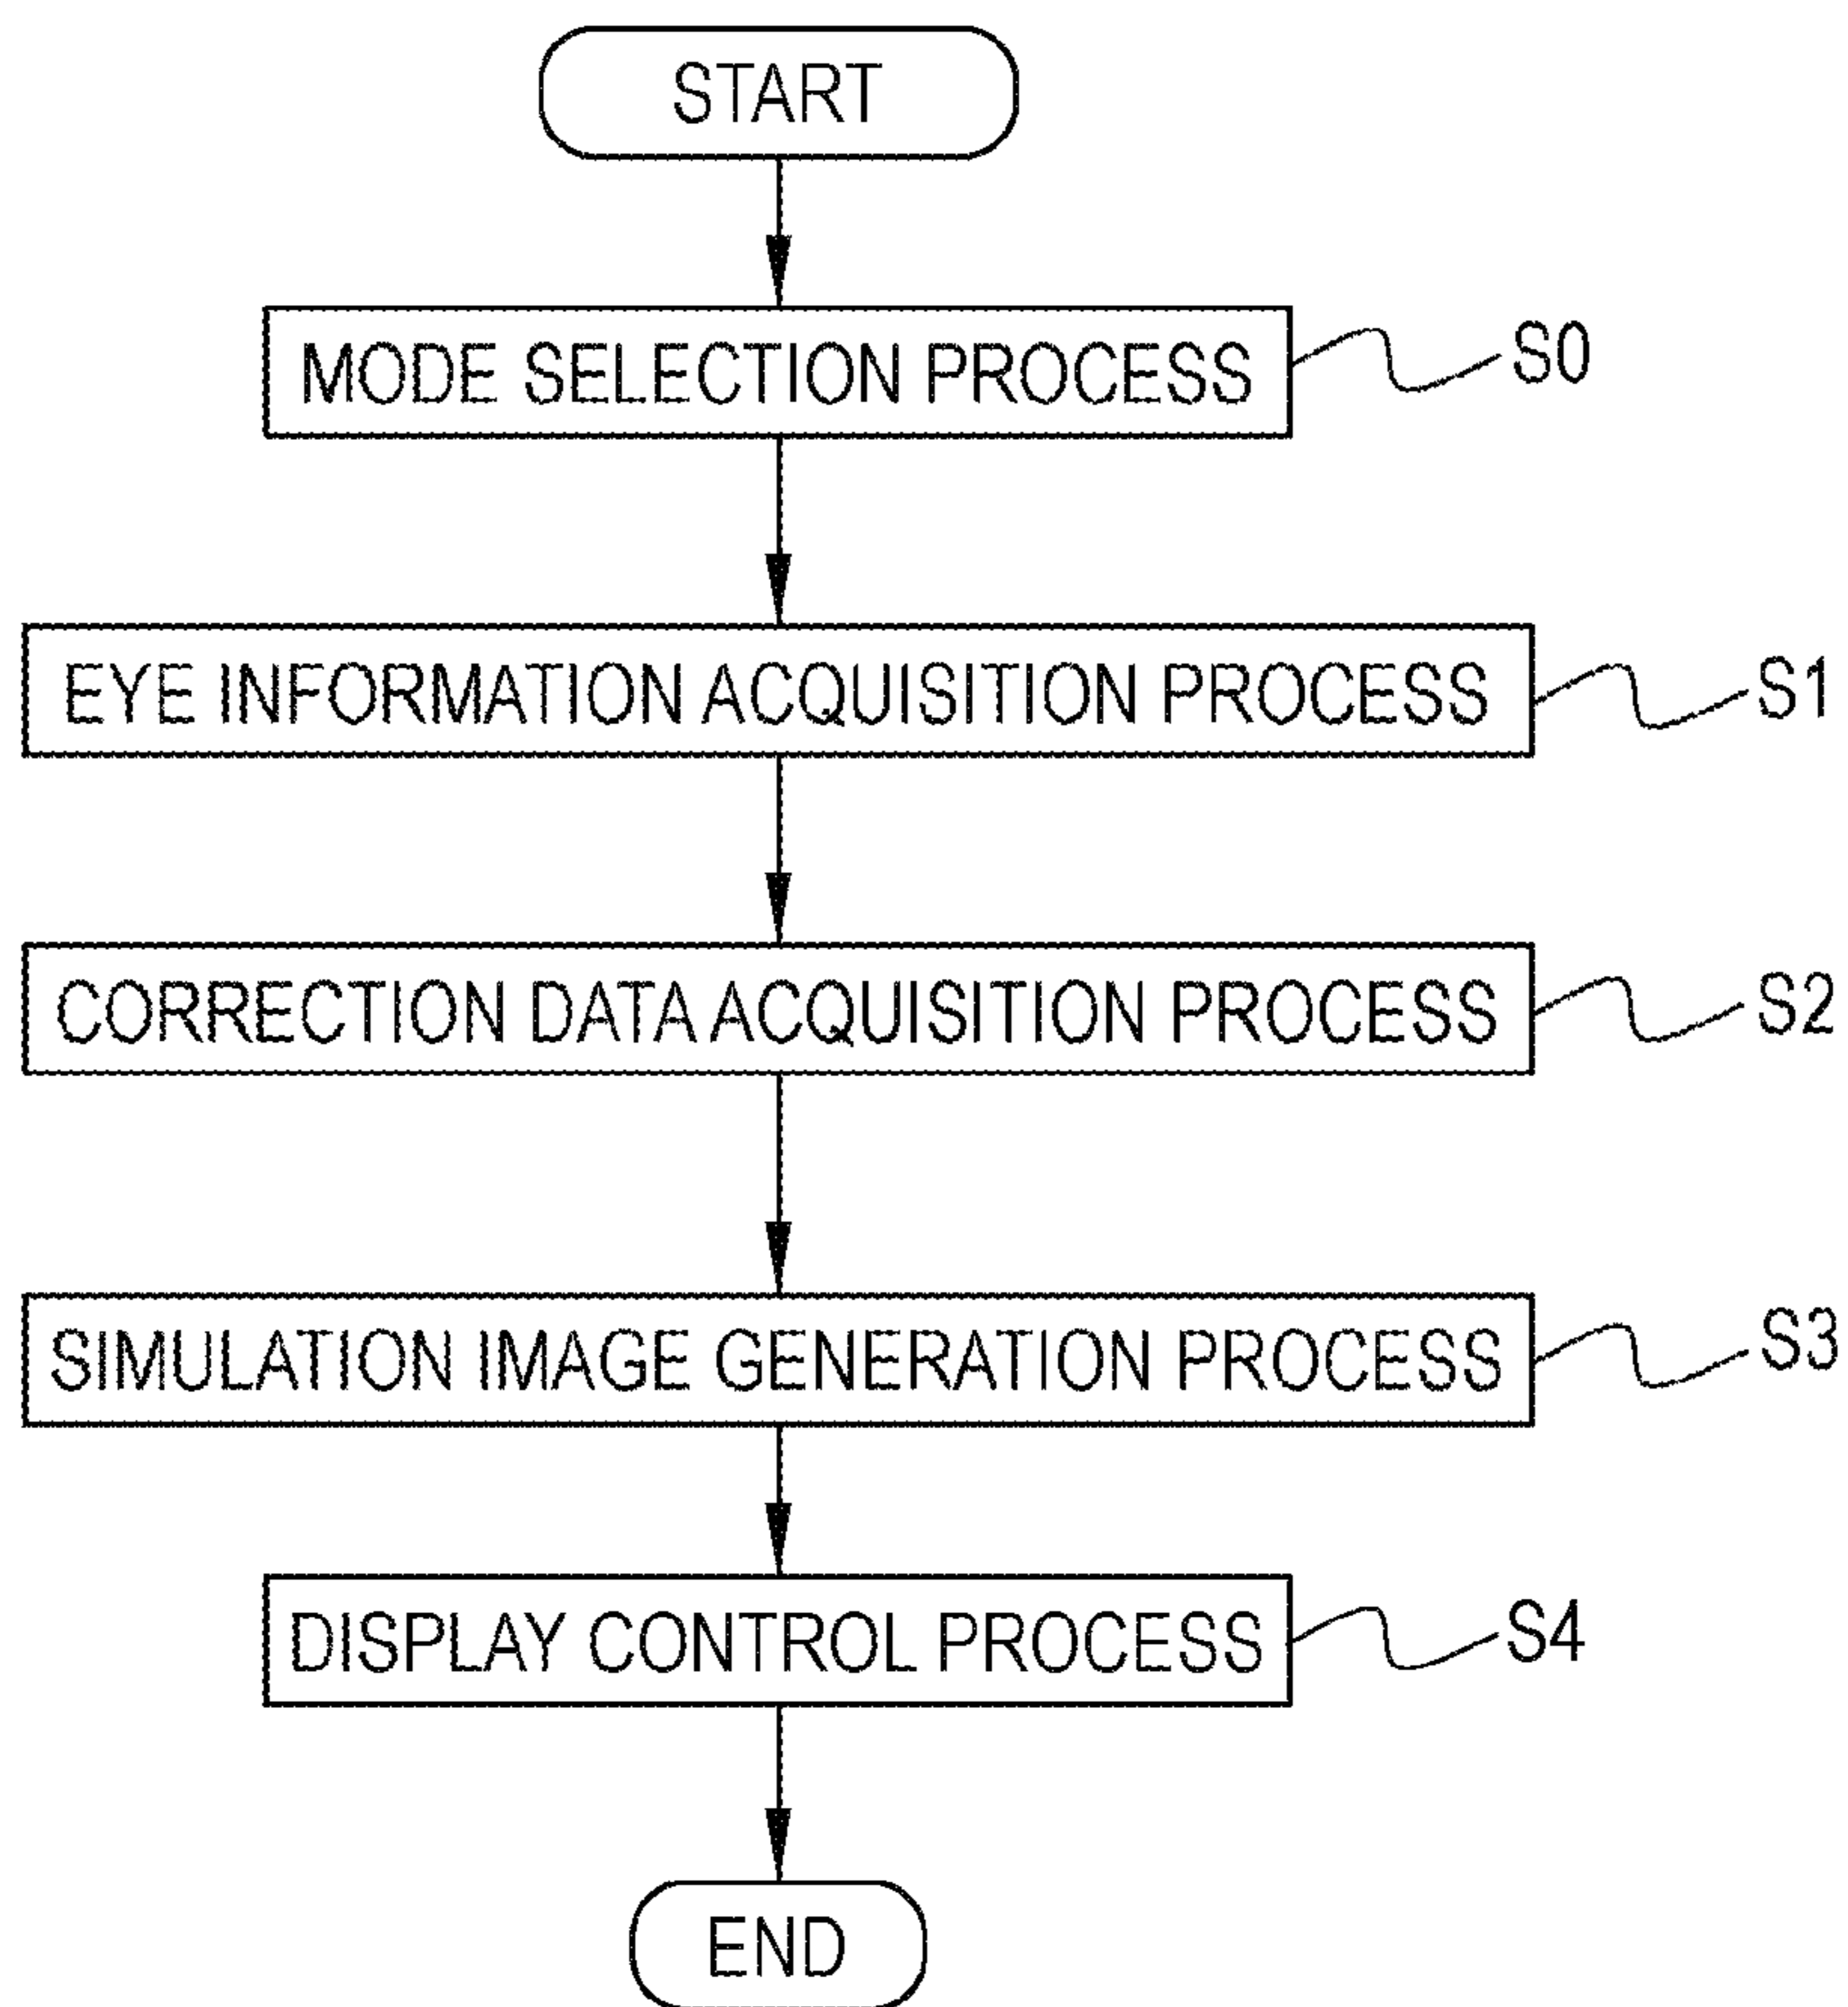 START
MODE SELECTION PROCESS S0
EYE INFORMATION ACQUISITION PROCESS S1
CORRECTION DATA ACQUISITION PROCESS S2
SIMULATION IMAGE GENERATION PROCESS S3
DISPLAY CONTROL PROCESS S4
END